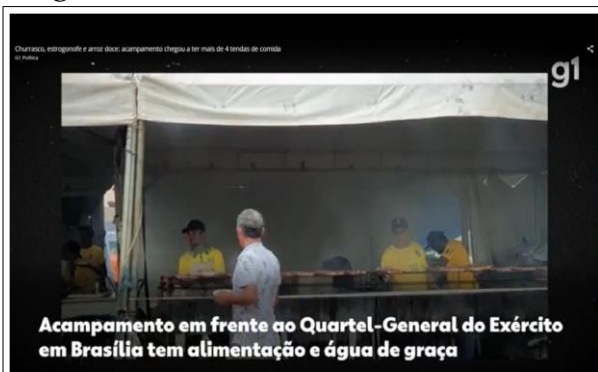 Churrasco, estrogonofe e arroz doce: acampamento chegou a ter mais de 4 tendas de comida
G1 Política
g1
Acampamento em frente ao Quartel-General do Exército
em Brasília tem alimentação e água de graça